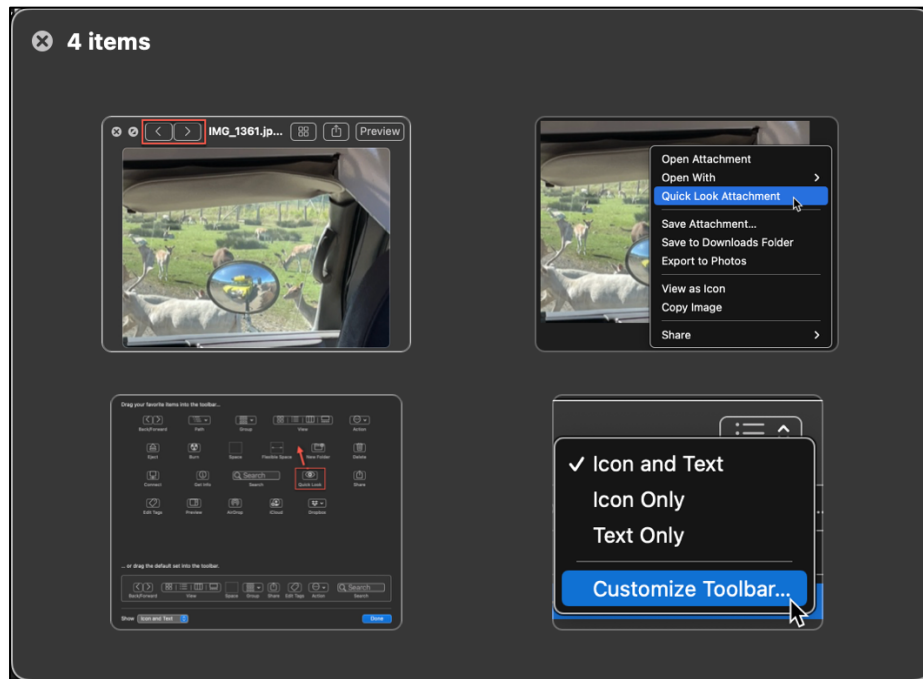 4 items
IMG_1361.jp...
Preview
Open Attachment
Open With
Quick Look Attachment
Save Attachment...
Save to Downloads Folder
Export to Photos
View as Icon
Copy Image
Share
Drag your favorite items into the toolbar...
Back/Forward Path Group View Action
Eject Burn Space Flexible Space New Folder Delete
Search
Connect Get Info Search Quick Look Share
Edit Tags Preview AirDrop iCloud Dropbox
... or drag the default set into the toolbar.
Search
Back/Forward View Space Group Share Edit Tags Action Search
Show Icon and Text Done
✓ Icon and Text
Icon Only
Text Only
Customize Toolbar...